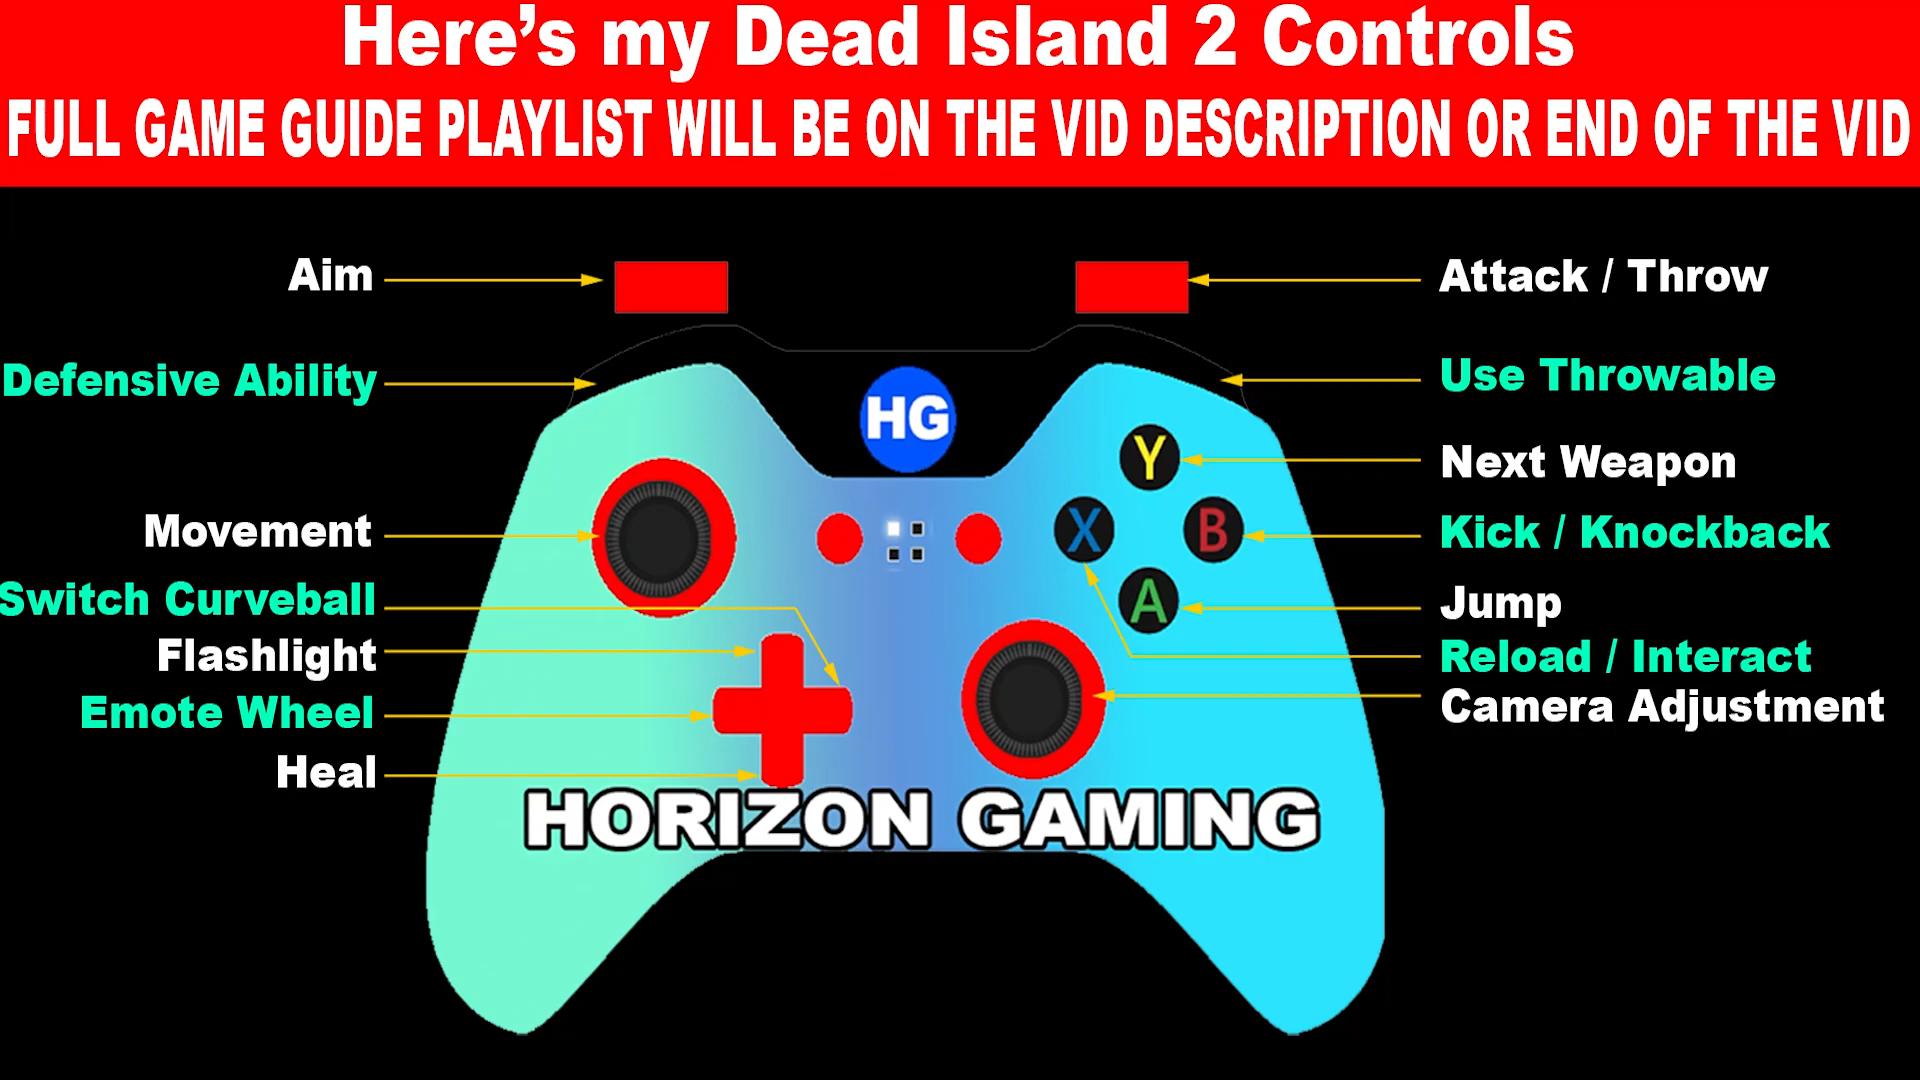 Here's my Dead Island 2 Controls
FULL GAME GUIDE PLAYLIST WILL BE ON THE VID DESCRIPTION OR END OF THE VID
Aim
Attack / Throw
Defensive Ability
Use Throwable
HG
Y
Next Weapon
Movement
X
B
Kick / Knockback
Switch Curveball
A
Jump
Flashlight
Reload / Interact
Emote Wheel
Camera Adjustment
Heal
HORIZON GAMING